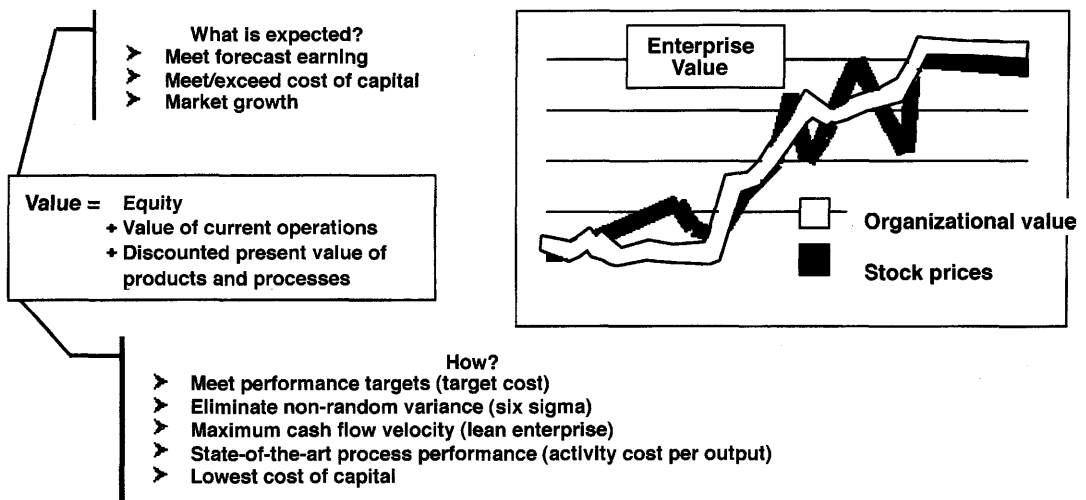 What is expected?
➤ Meet forecast earning
➤ Meet/exceed cost of capital
➤ Market growth
Value = Equity
+ Value of current operations
+ Discounted present value of
products and processes
How?
➤ Meet performance targets (target cost)
➤ Eliminate non-random variance (six sigma)
➤ Maximum cash flow velocity (lean enterprise)
➤ State-of-the-art process performance (activity cost per output)
➤ Lowest cost of capital
Enterprise
Value
Organizational value
Stock prices